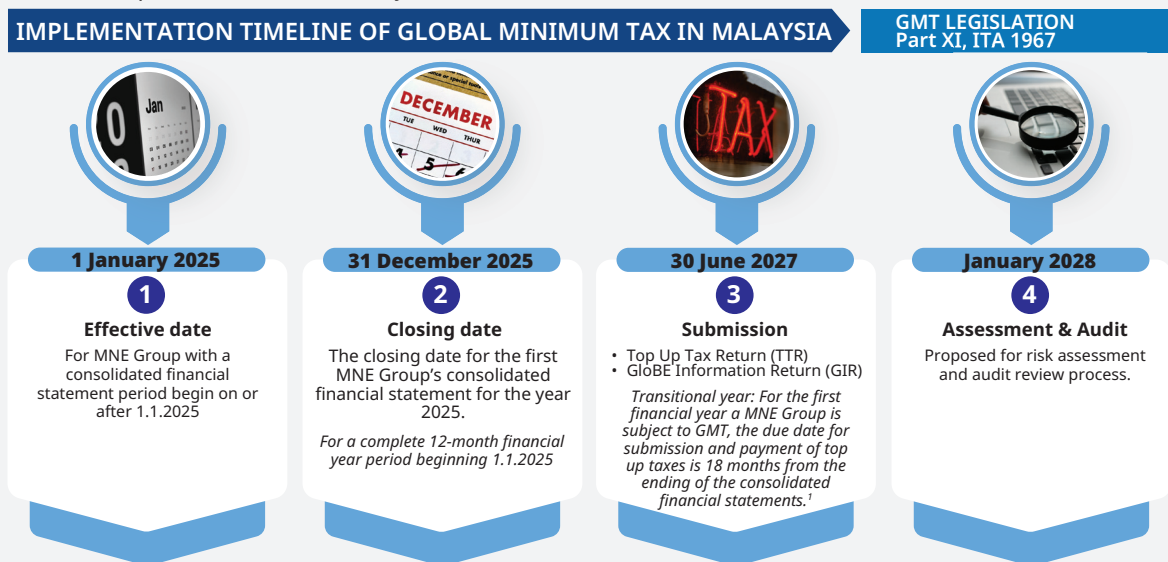 IMPLEMENTATION TIMELINE OF GLOBAL MINIMUM TAX IN MALAYSIA
GMT LEGISLATION
Part XI, ITA 1967
0
Jan
DECEMBER
TUE WED THUR
5
TAX
1 January 2025
1
Effective date
For MNE Group with a
consolidated financial
statement period begin on or
after 1.1.2025
31 December 2025
2
Closing date
The closing date for the first
MNE Group's consolidated
financial statement for the year
2025.
For a complete 12-month financial
year period beginning 1.1.2025
30 June 2027
3
Submission
• Top Up Tax Return (TTR)
• GloBE Information Return (GIR)
Transitional year: For the first
financial year a MNE Group is
subject to GMT, the due date for
submission and payment of top
up taxes is 18 months from the
ending of the consolidated
financial statements.¹
January 2028
4
Assessment & Audit
Proposed for risk assessment
and audit review process.